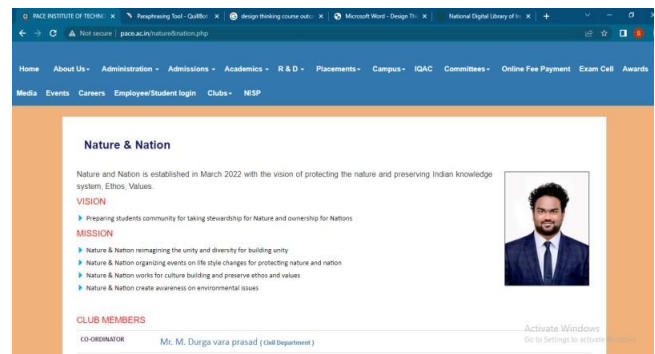 PACE INSTITUTE OF TECHNO
Paraphrasing Tool - QuillBot
design thinking course outc
Microsoft Word - Design Thi
National Digital Library of In
Not secure | pace.ac.in/nature&nation.php
Home About Us Administration Admissions Academics R & D Placements Campus IQAC Committees Online Fee Payment Exam Cell Awards
Media Events Careers Employee/Student login Clubs NISP
Nature & Nation
Nature and Nation is established in March 2022 with the vision of protecting the nature and preserving Indian knowledge
system, Ethos, Values.
VISION
Preparing students community for taking stewardship for Nature and ownership for Nations
MISSION
Nature & Nation reimagining the unity and diversity for building unity
Nature & Nation organizing events on life style changes for protecting nature and nation
Nature & Nation works for culture building and preserve ethos and values
Nature & Nation create awareness on environmental issues
CLUB MEMBERS
CO-ORDINATOR Mr. M. Durga vara prasad ( Civil Department )
Activate Windows
Go to Settings to activate Windows